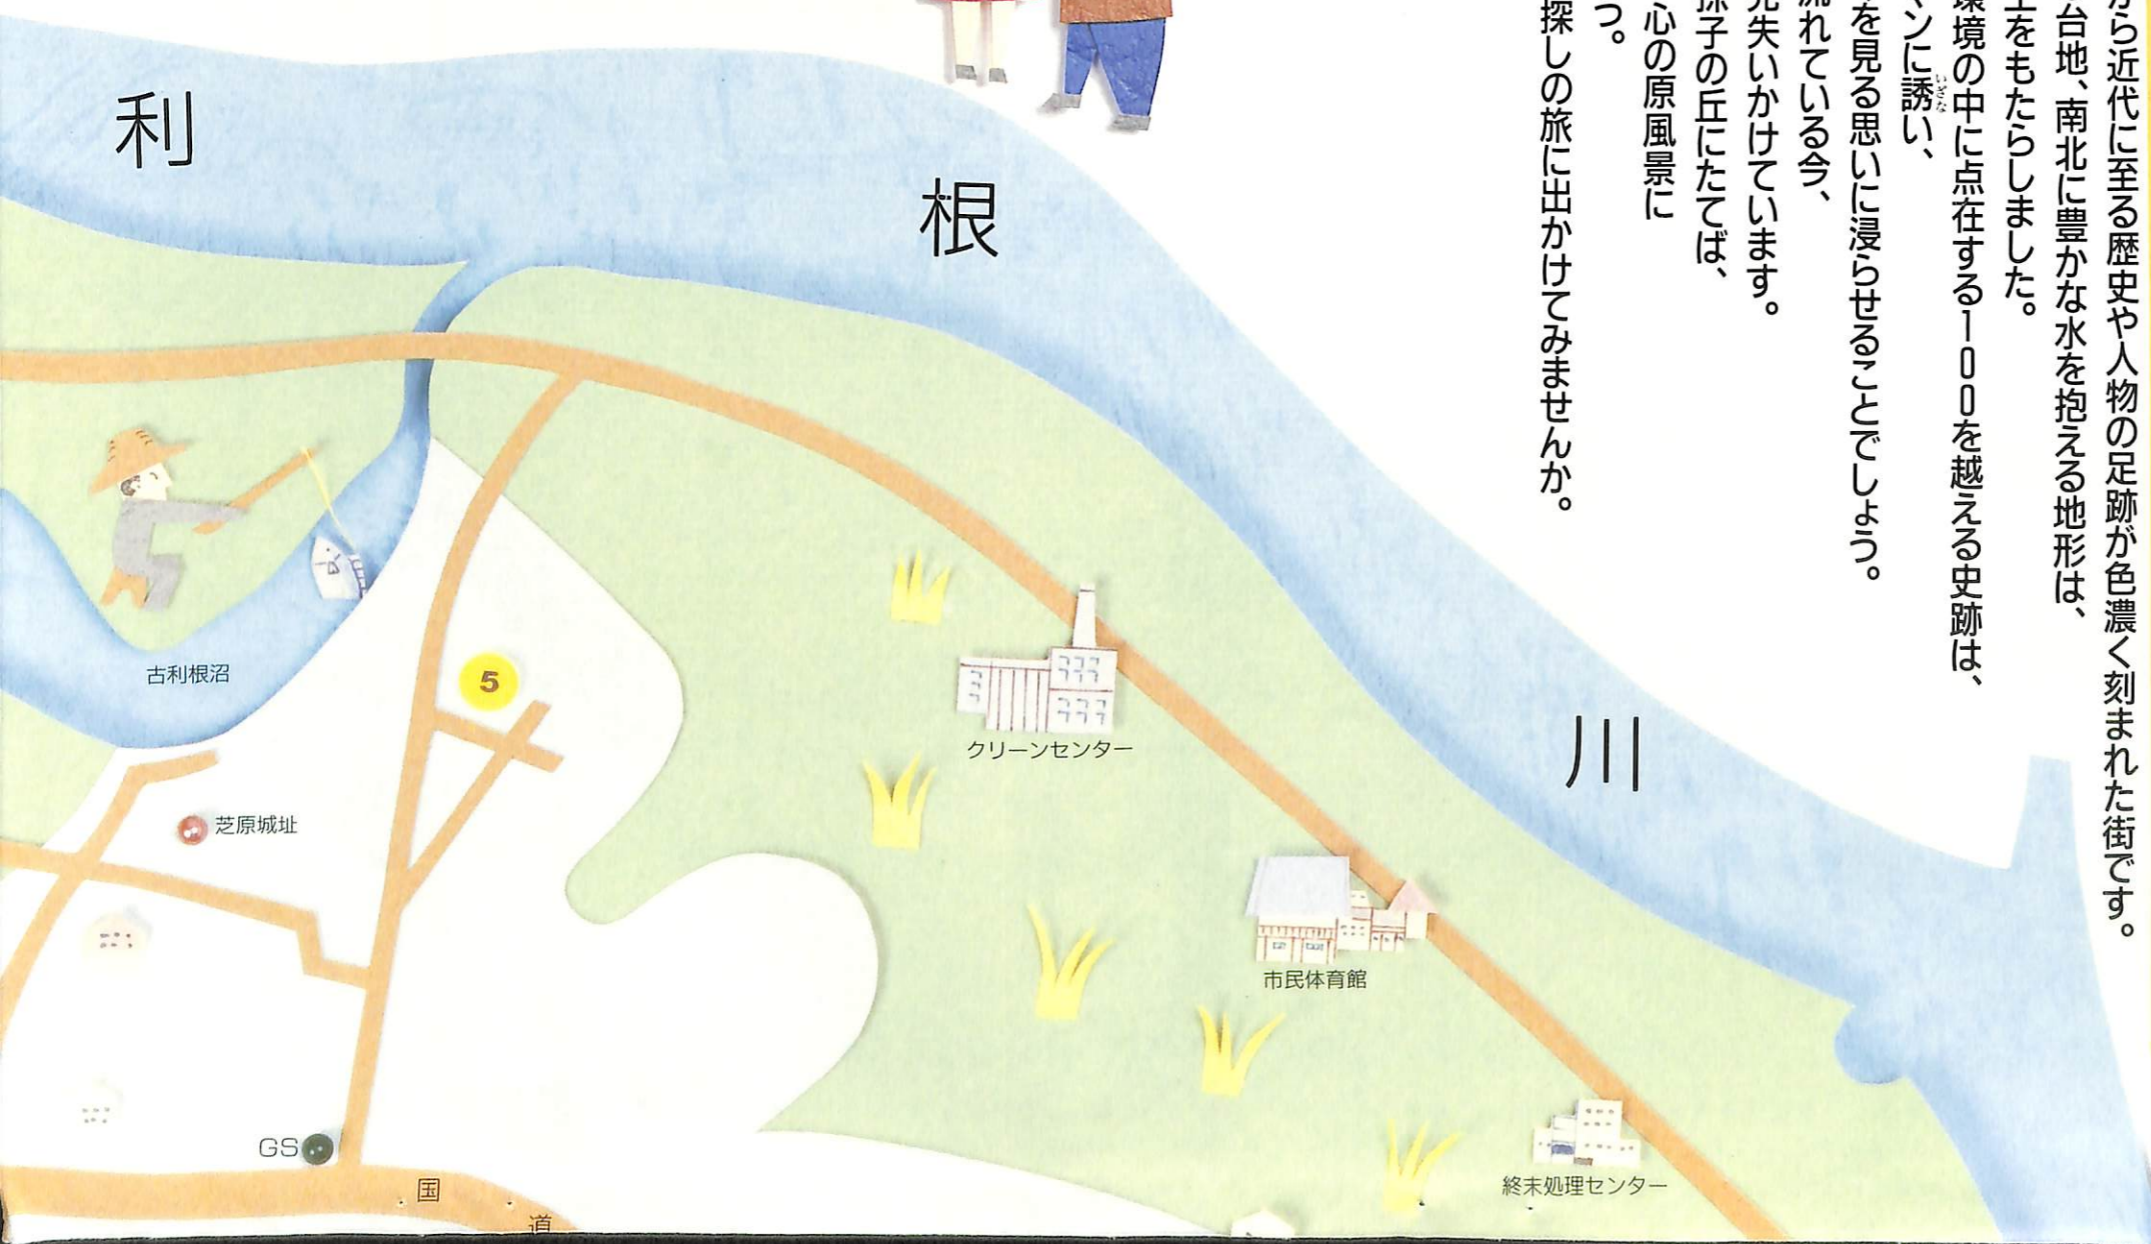 から近代に至る歴史や人物の足跡が色濃く刻まれた街です。
台地、南北に豊かな水を抱える地形は、
をもたらしました。
環境の中に点在する100を越える史跡は、
マンに誘い、
いざな
を見る思いに浸らせることでしょう。
流れている今、
失いかけています。
孫子の丘にたてば、
心の原風景に
つ。
探しの旅に出かけてみませんか。
利
根
川
古利根沼
5
クリーンセンター
芝原城址
市民体育館
GS
終末処理センター
国
道